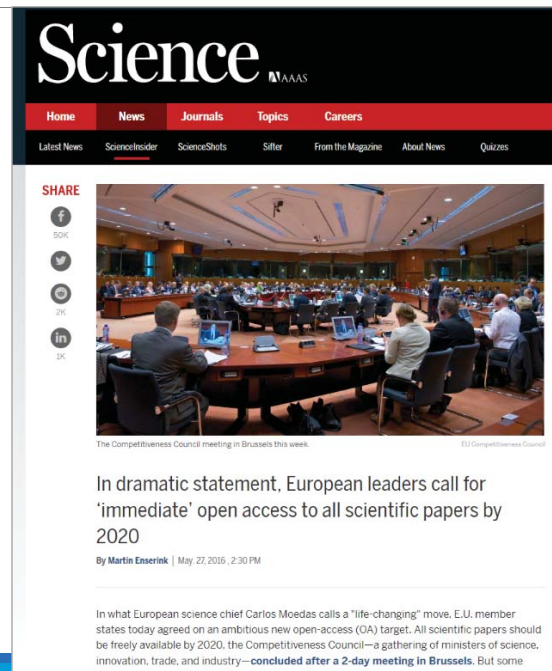 Science AAAS
Home News Journals Topics Careers
Latest News ScienceInsider ScienceShots Sifter From the Magazine About News Quizzes
SHARE
50K
2K
1K
The Competitiveness Council meeting in Brussels this week.
EU Competitiveness Council
In dramatic statement, European leaders call for
‘immediate’ open access to all scientific papers by
2020
By Martin Enserink | May. 27, 2016 , 2:30 PM
In what European science chief Carlos Moedas calls a "life-changing" move, E.U. member
states today agreed on an ambitious new open-access (OA) target. All scientific papers should
be freely available by 2020, the Competitiveness Council—a gathering of ministers of science,
innovation, trade, and industry—concluded after a 2-day meeting in Brussels. But some